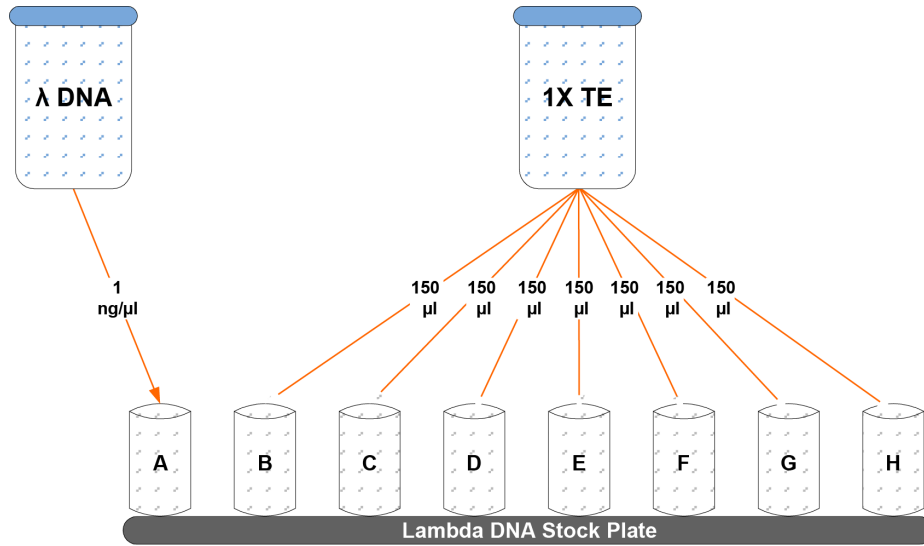 λ DNA
1X TE
1
ng/µl
150
µl
150
µl
150
µl
150
µl
150
µl
150
µl
150
µl
A
B
C
D
E
F
G
H
Lambda DNA Stock Plate